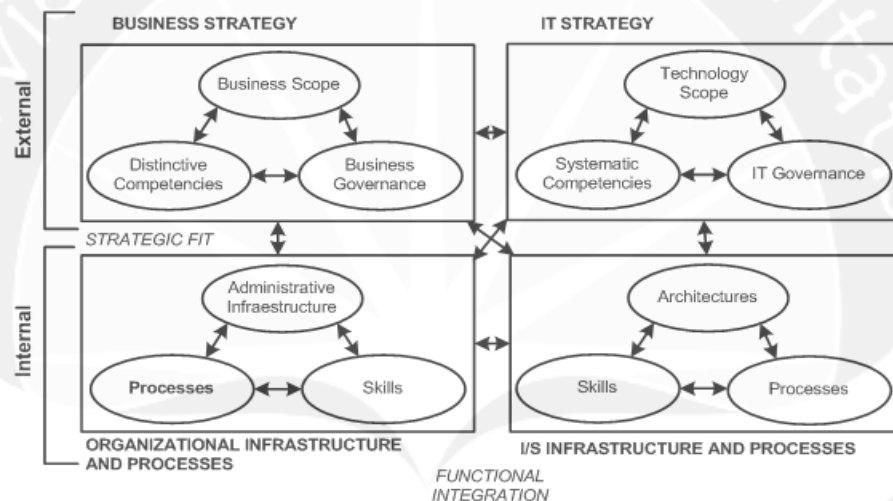 BUSINESS STRATEGY
IT STRATEGY
External
Business Scope
Distinctive
Competencies
Business
Governance
Technology
Scope
Systematic
Competencies
IT Governance
STRATEGIC FIT
Internal
Administrative
Infraestructure
Processes
Skills
Architectures
Skills
Processes
ORGANIZATIONAL INFRASTRUCTURE
AND PROCESSES
I/S INFRASTRUCTURE AND PROCESSES
FUNCTIONAL
INTEGRATION